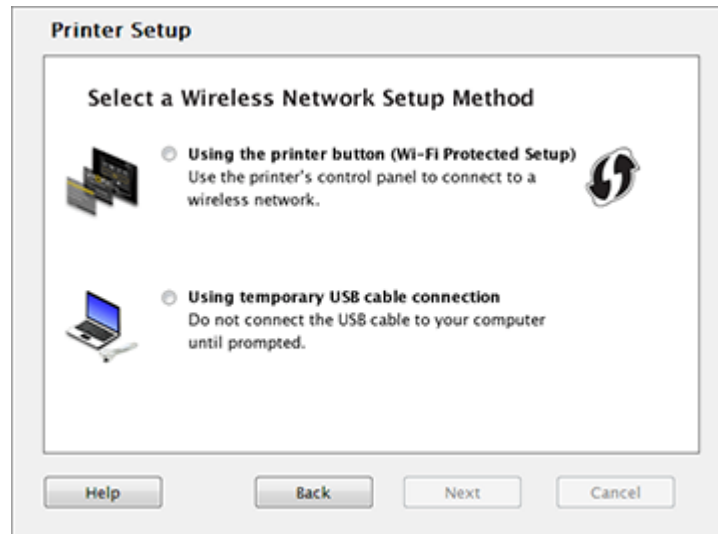 Printer Setup
Select a Wireless Network Setup Method
Using the printer button (Wi-Fi Protected Setup)
Use the printer's control panel to connect to a
wireless network.
Using temporary USB cable connection
Do not connect the USB cable to your computer
until prompted.
Help
Back
Next
Cancel